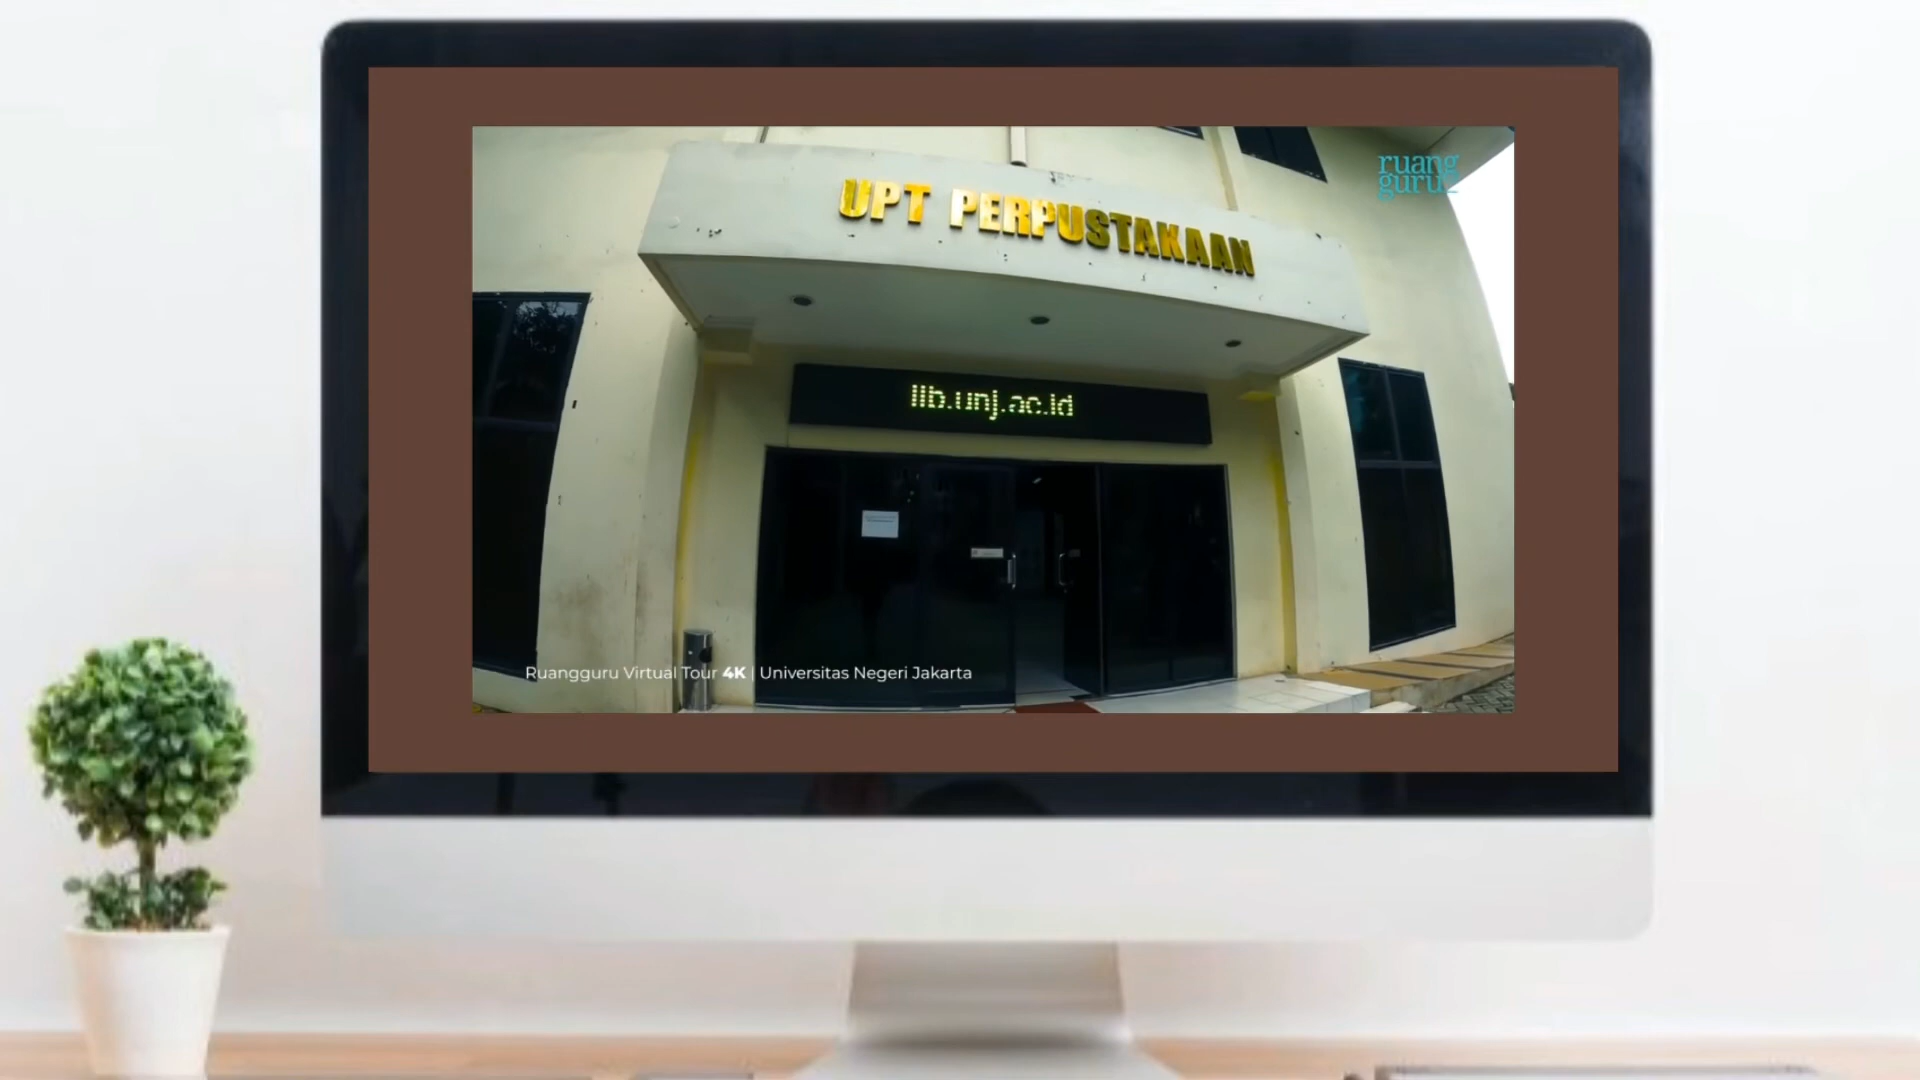 ruang
guru
UPT PERPUSTAKAAN
lib.unj.ac.id
Ruangguru Virtual Tour 4K | Universitas Negeri Jakarta